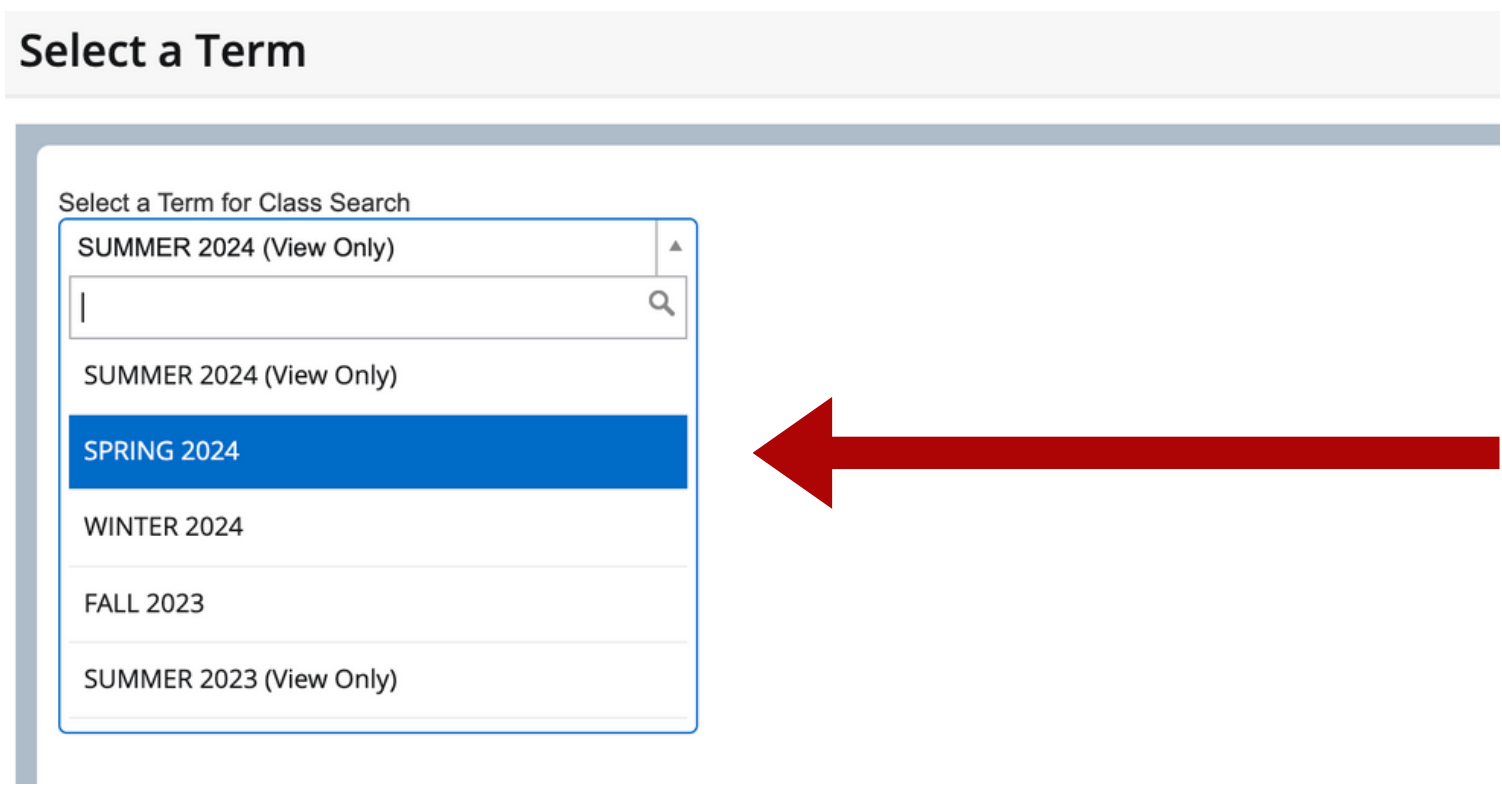 Select a Term
Select a Term for Class Search
SUMMER 2024 (View Only)
SUMMER 2024 (View Only)
SPRING 2024
WINTER 2024
FALL 2023
SUMMER 2023 (View Only)